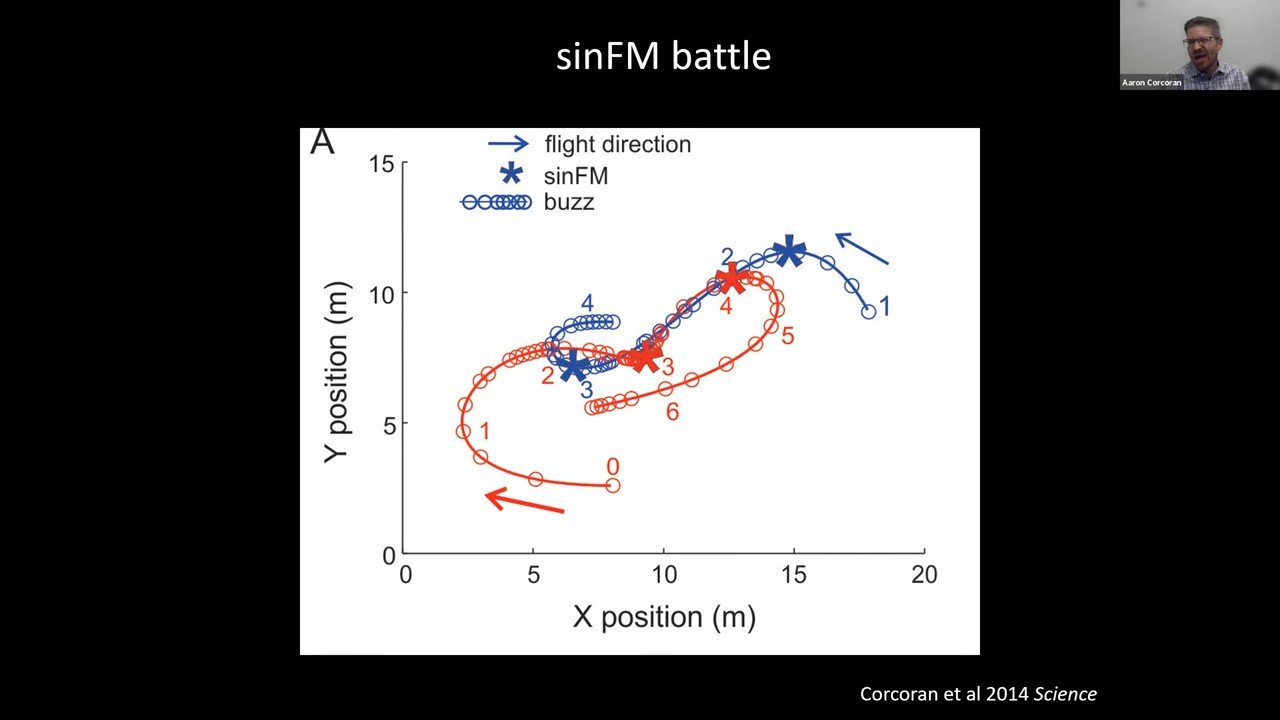 sinFM battle
Aaron Corcoran
A
flight direction
sinFM
buzz
15
10
5
0
Y position (m)
2
4
1
4
5
3
2
3
6
1
0
0
5
10
15
20
X position (m)
Corcoran et al 2014 Science